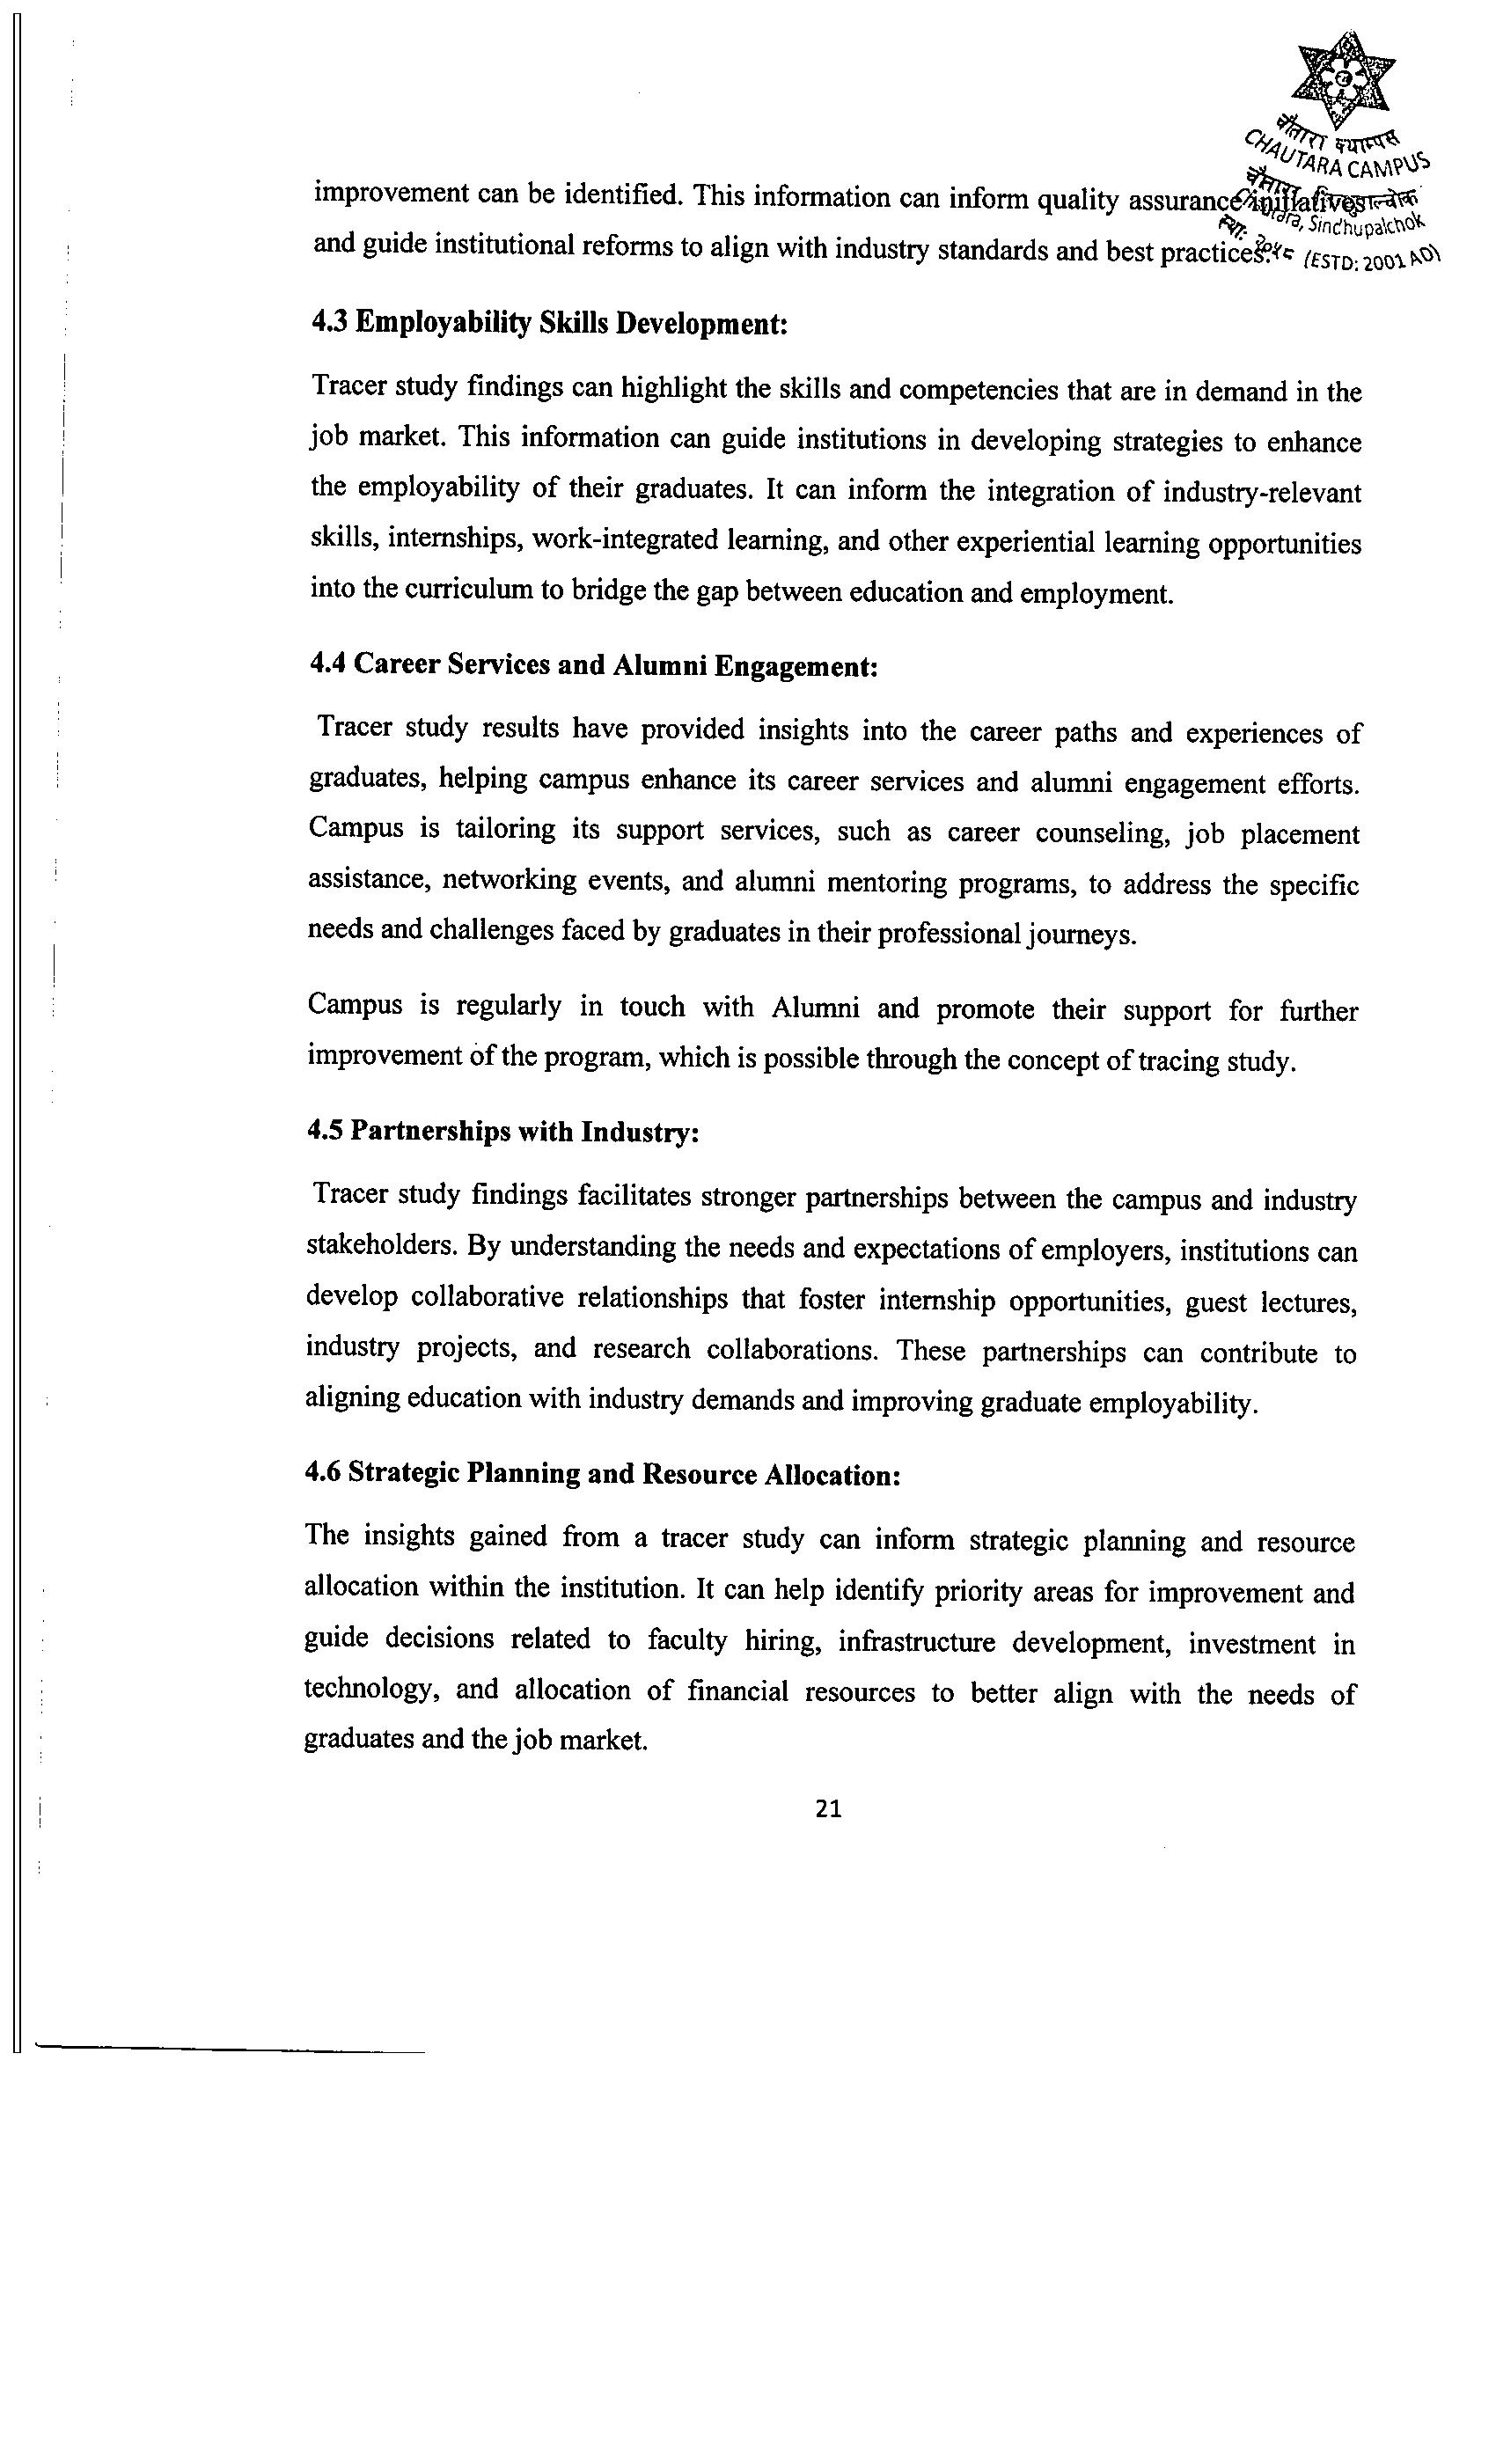 चौतारा क्याम्पस
CHAUTARA CAMPUS
Sindhupalchok
(ESTD: 2001 AD)
improvement can be identified. This information can inform quality assurance initiatives
and guide institutional reforms to align with industry standards and best practices.
4.3 Employability Skills Development:
Tracer study findings can highlight the skills and competencies that are in demand in the
job market. This information can guide institutions in developing strategies to enhance
the employability of their graduates. It can inform the integration of industry-relevant
skills, internships, work-integrated learning, and other experiential learning opportunities
into the curriculum to bridge the gap between education and employment.
4.4 Career Services and Alumni Engagement:
Tracer study results have provided insights into the career paths and experiences of
graduates, helping campus enhance its career services and alumni engagement efforts.
Campus is tailoring its support services, such as career counseling, job placement
assistance, networking events, and alumni mentoring programs, to address the specific
needs and challenges faced by graduates in their professional journeys.
Campus is regularly in touch with Alumni and promote their support for further
improvement of the program, which is possible through the concept of tracing study.
4.5 Partnerships with Industry:
Tracer study findings facilitates stronger partnerships between the campus and industry
stakeholders. By understanding the needs and expectations of employers, institutions can
develop collaborative relationships that foster internship opportunities, guest lectures,
industry projects, and research collaborations. These partnerships can contribute to
aligning education with industry demands and improving graduate employability.
4.6 Strategic Planning and Resource Allocation:
The insights gained from a tracer study can inform strategic planning and resource
allocation within the institution. It can help identify priority areas for improvement and
guide decisions related to faculty hiring, infrastructure development, investment in
technology, and allocation of financial resources to better align with the needs of
graduates and the job market.
21